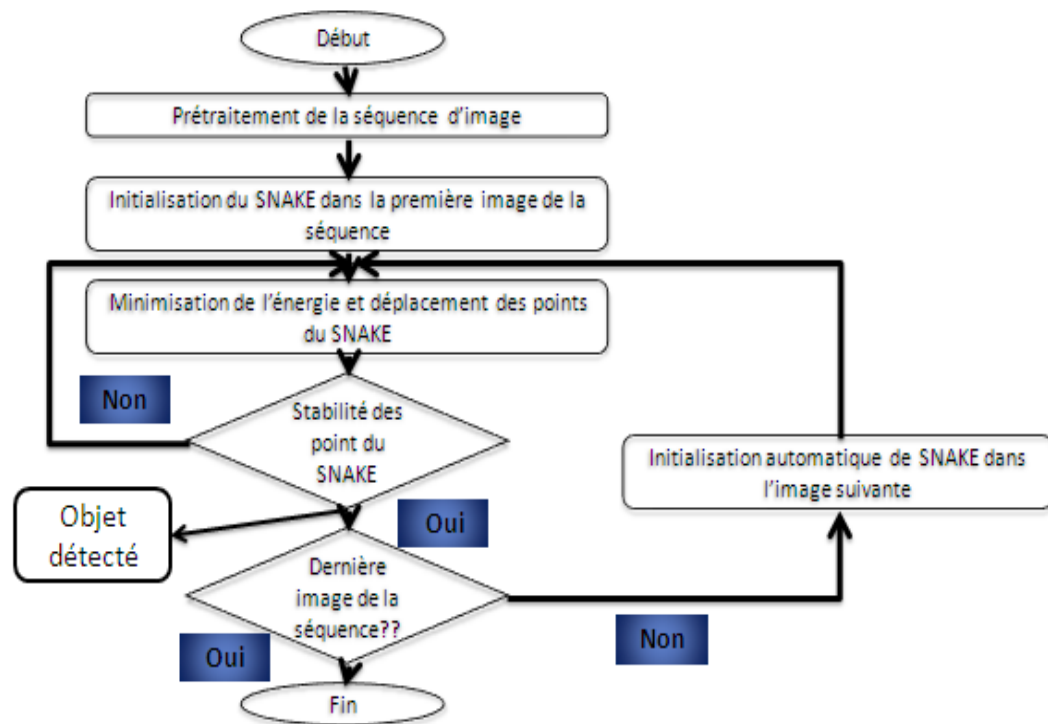 Début
Prétraitement de la séquence d'image
Initialisation du SNAKE dans la première image de la
séquence
Minimisation de l'énergie et déplacement des points
du SNAKE
Non
Stabilité des
point du
SNAKE
Initialisation automatique de SNAKE dans
l'image suivante
Objet
détecté
Oui
Dernière
image de la
séquence??
Oui
Non
Fin